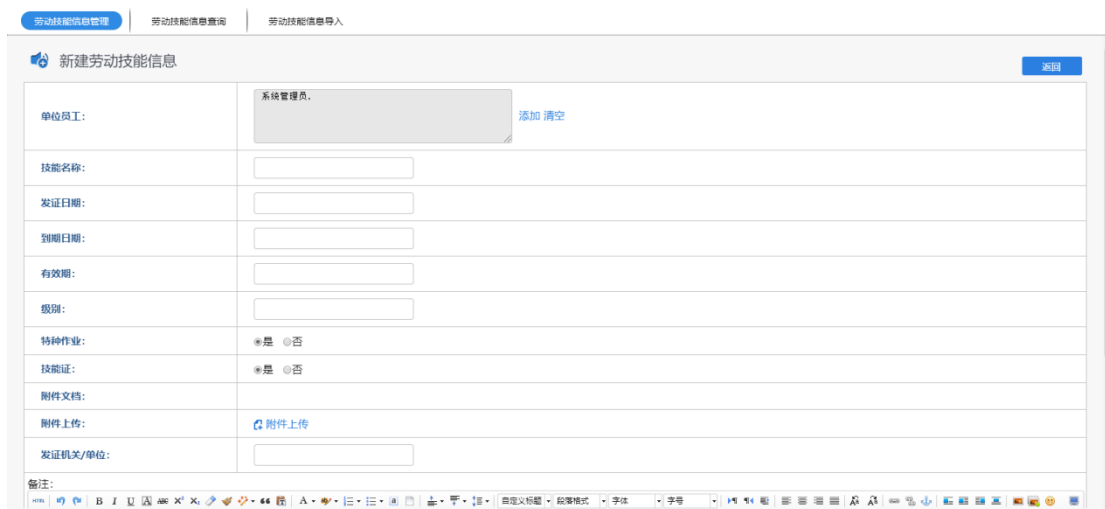 劳动技能信息管理 劳动技能信息查询 劳动技能信息导入
新建劳动技能信息
返回
单位员工: 系统管理员, 添加 清空
技能名称:
发证日期:
到期日期:
有效期:
级别:
特种作业: 是 否
技能证: 是 否
附件文档:
附件上传: 附件上传
发证机关/单位:
备注:
HTML B I U A ABC X² X₂ 66 A 自定义标题 段落格式 字体 字号